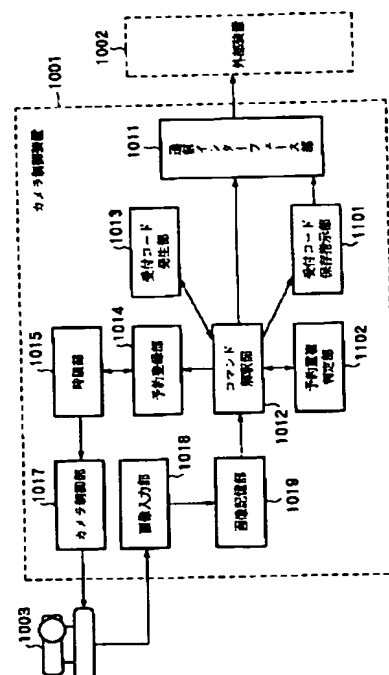 カメラ制御装置
1001
1002
外部装置
1003
1017
カメラ制御部
1015
時計部
1014
予約登録部
1013
受付コード
発生部
1011
通信インターフェース部
1018
画像入力部
1019
画像記憶部
1012
コマンド
解釈部
1102
予約重複
判定部
1101
受付コード
保存指示部